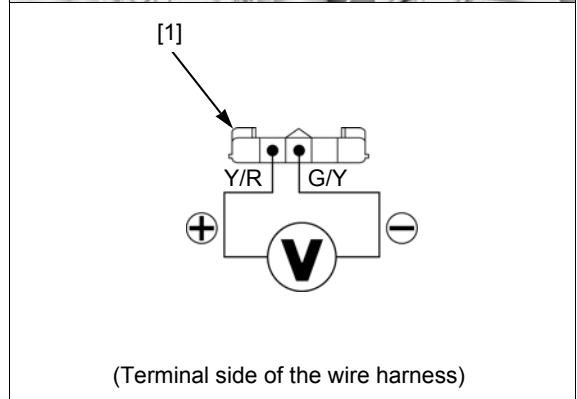 [1]
Y/R G/Y
+ V −
(Terminal side of the wire harness)